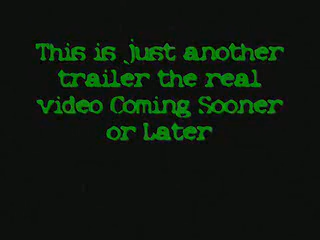 This is just another
trailer the real
video Coming Sooner
or Later